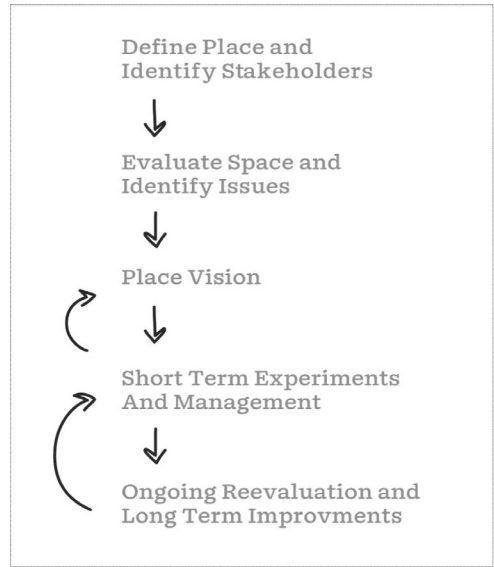 Define Place and
Identify Stakeholders
Evaluate Space and
Identify Issues
Place Vision
Short Term Experiments
And Management
Ongoing Reevaluation and
Long Term Improvments